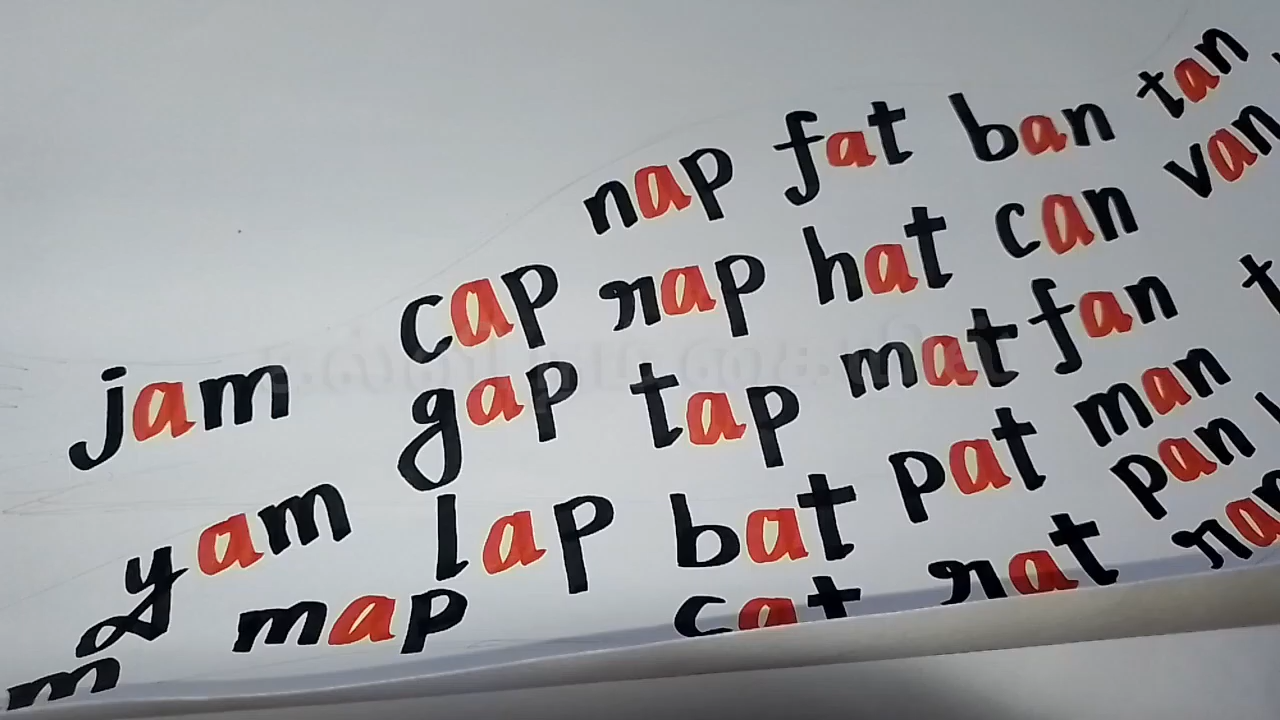 nap fat ban tan
cap rap hat can van
jam gap tap mat fan
yam lap bat pat man
map cat rat pan